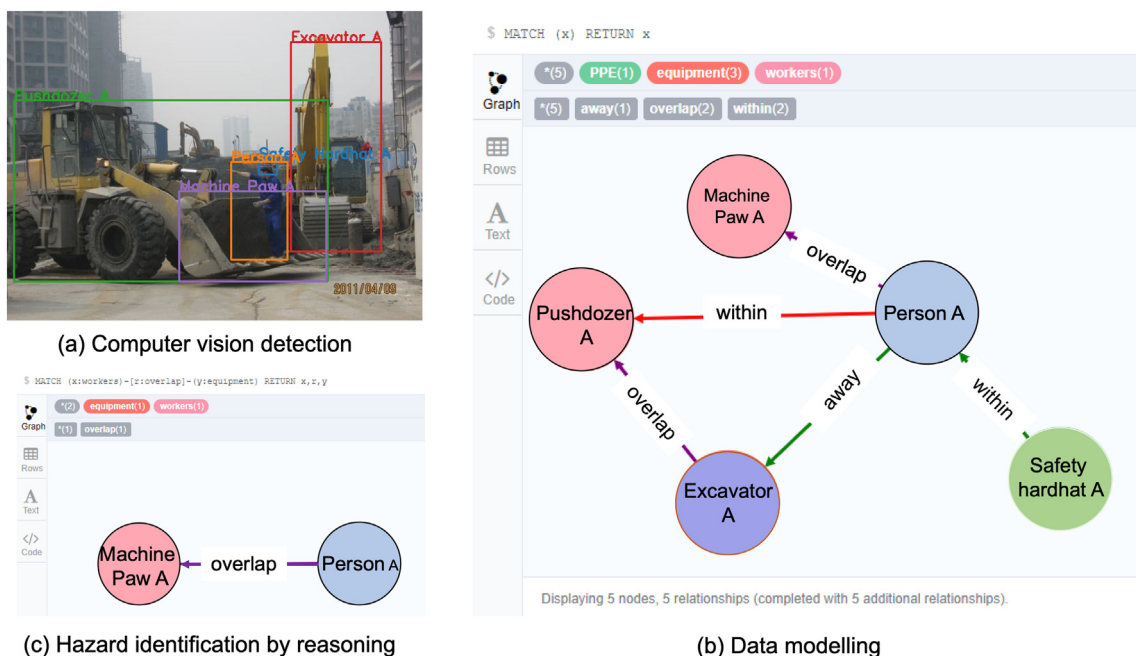 Excavator A
Pushdozer A
Person A
Safety Hardhat A
Machine Paw A
2011/04/09
(a) Computer vision detection
$ MATCH (x:workers)-[r:overlap]-(y:equipment) RETURN x,r,y
Graph
*(2) equipment(1) workers(1)
*(1) overlap(1)
Rows
Text
Code
Machine
Paw A
overlap
Person A
(c) Hazard identification by reasoning
$ MATCH (x) RETURN x
Graph
*(5) PPE(1) equipment(3) workers(1)
*(5) away(1) overlap(2) within(2)
Rows
Text
Code
Machine
Paw A
overlap
Pushdozer
A
within
Person A
overlap
away
within
Excavator
A
Safety
hardhat A
Displaying 5 nodes, 5 relationships (completed with 5 additional relationships).
(b) Data modelling